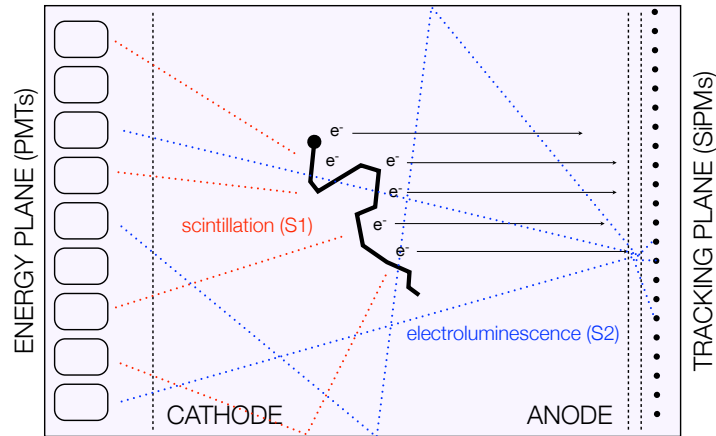 ENERGY PLANE (PMTs)
e-
e-
e-
e-
e-
e-
scintillation (S1)
electroluminescence (S2)
CATHODE
ANODE
TRACKING PLANE (SiPMs)